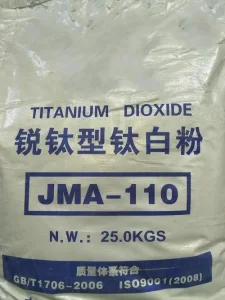 TITANIUM DIOXIDE
锐钛型钛白粉
JMA-110
N.W.: 25.0KGS
质量体系符合
GB/T1706-2006 ISO9001(2008)